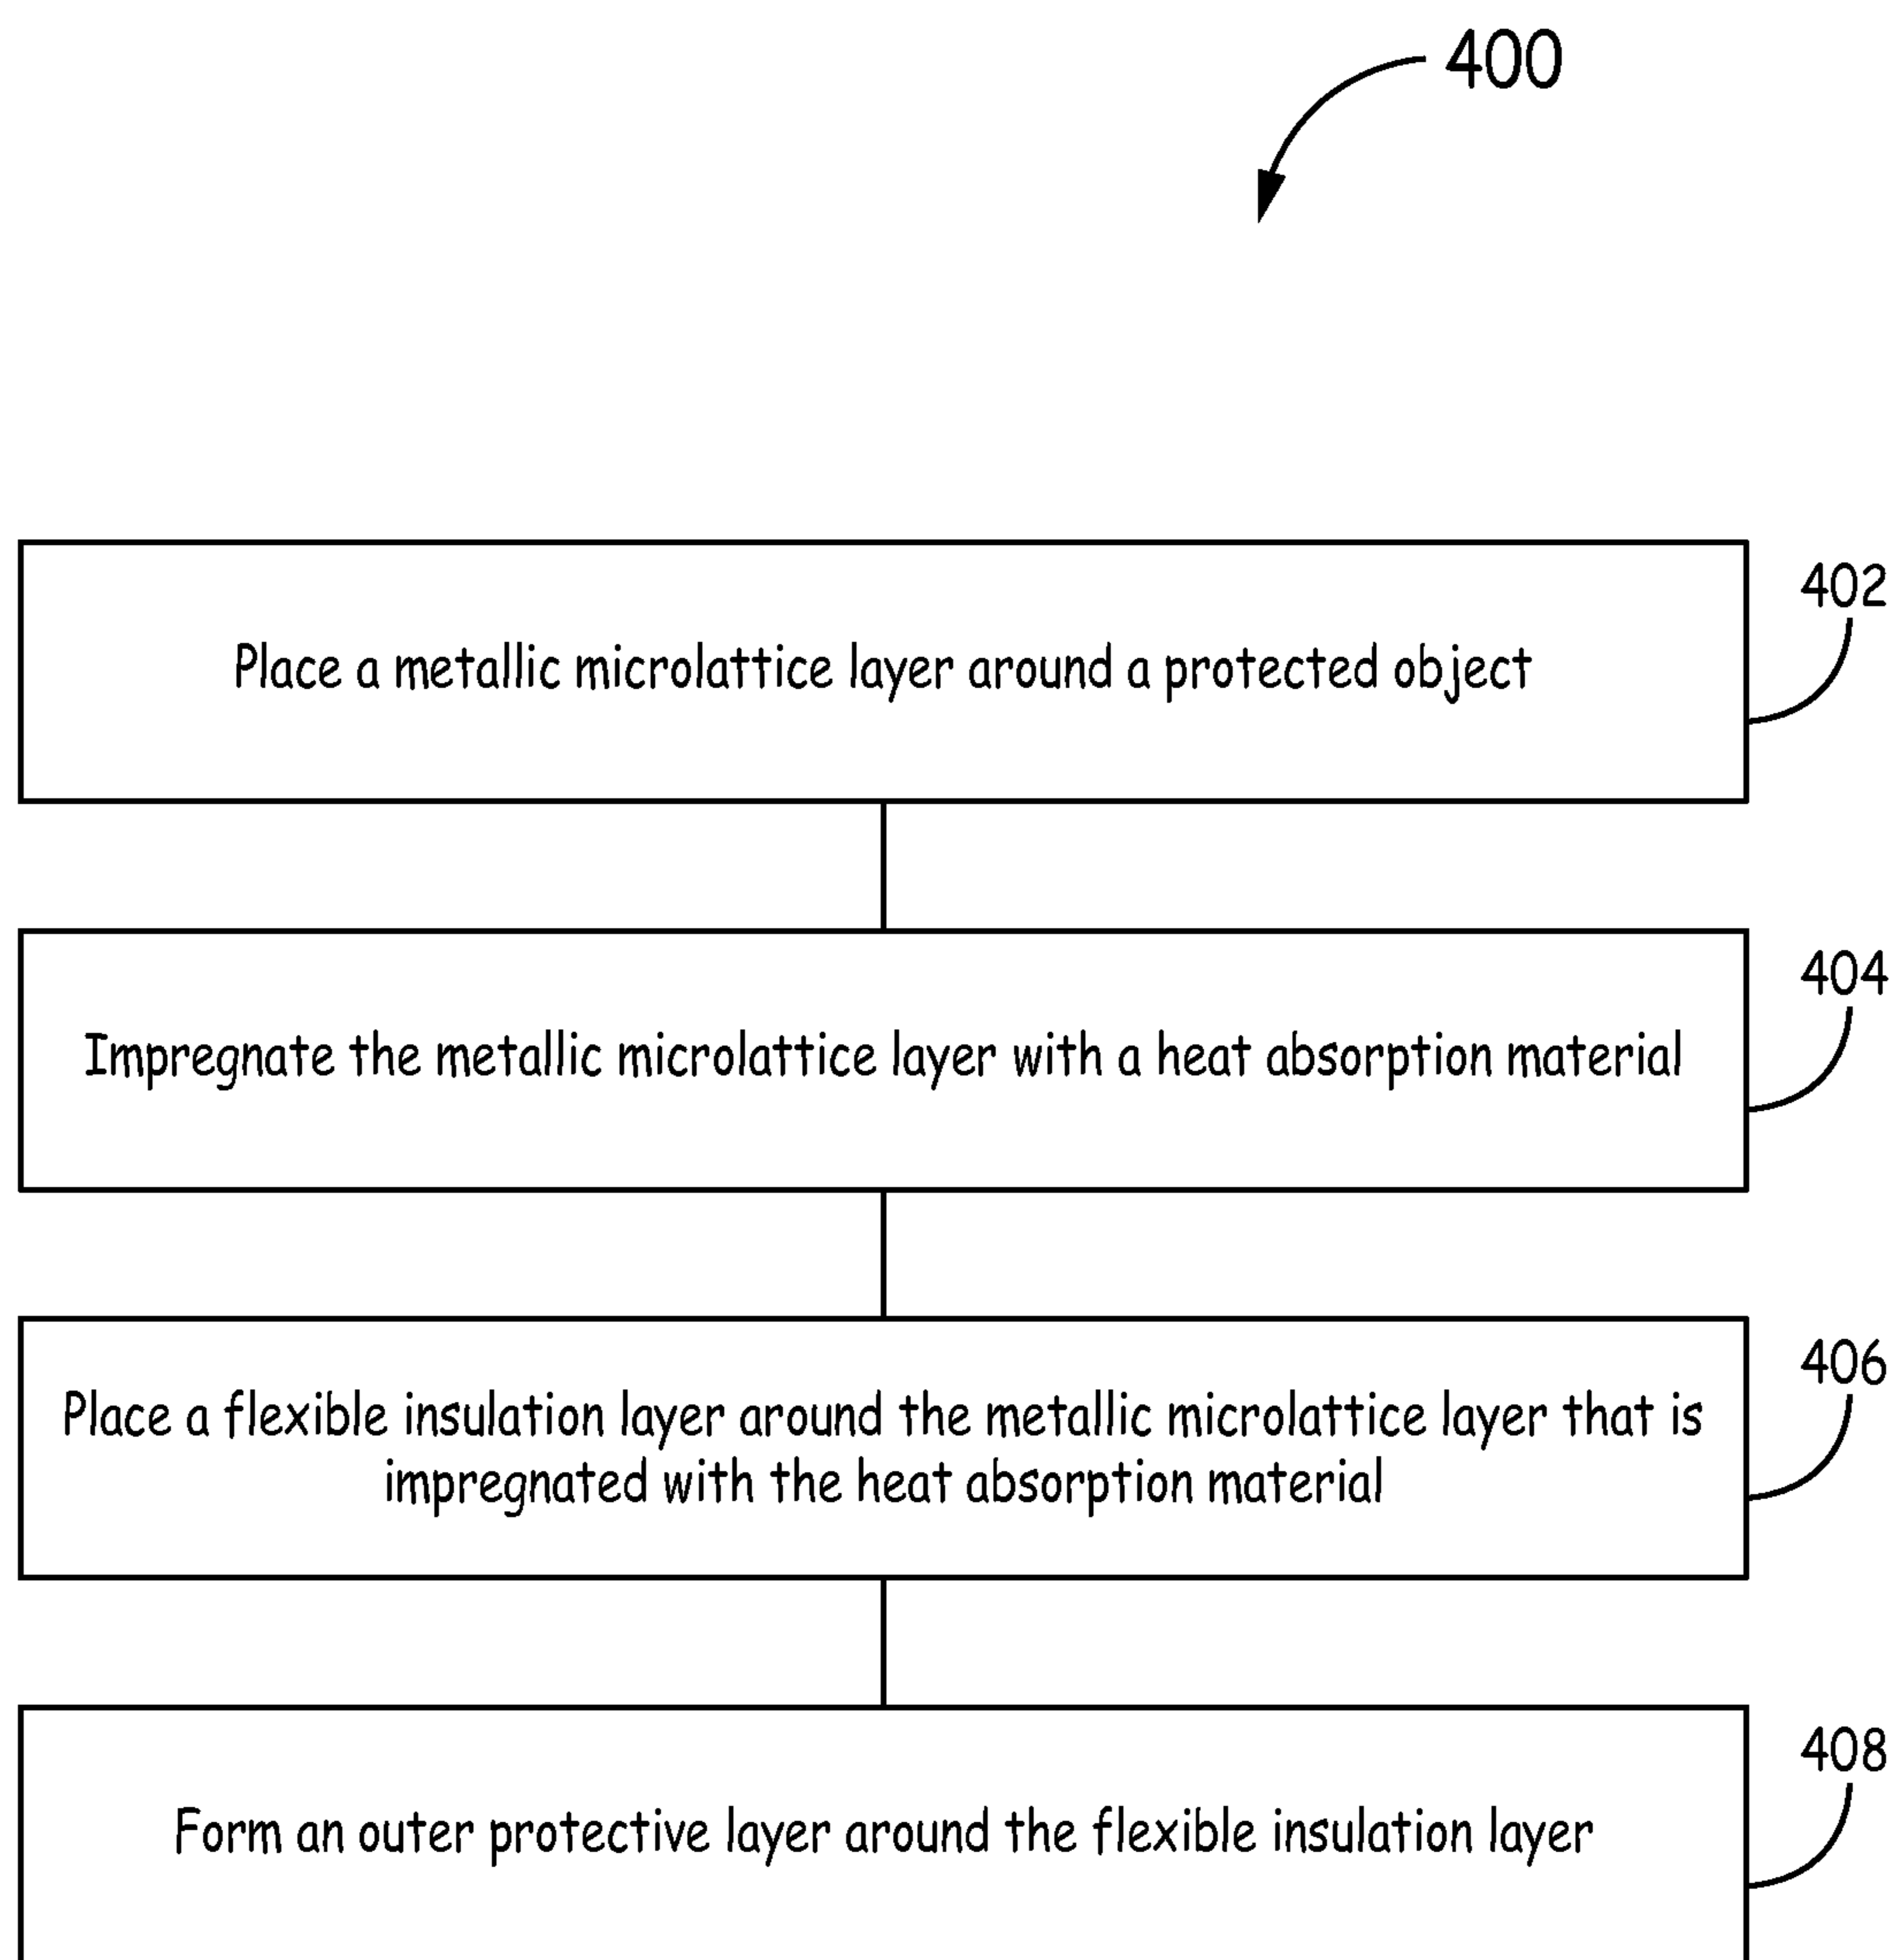 400
402
Place a metallic microlattice layer around a protected object
404
Impregnate the metallic microlattice layer with a heat absorption material
406
Place a flexible insulation layer around the metallic microlattice layer that is
impregnated with the heat absorption material
408
Form an outer protective layer around the flexible insulation layer